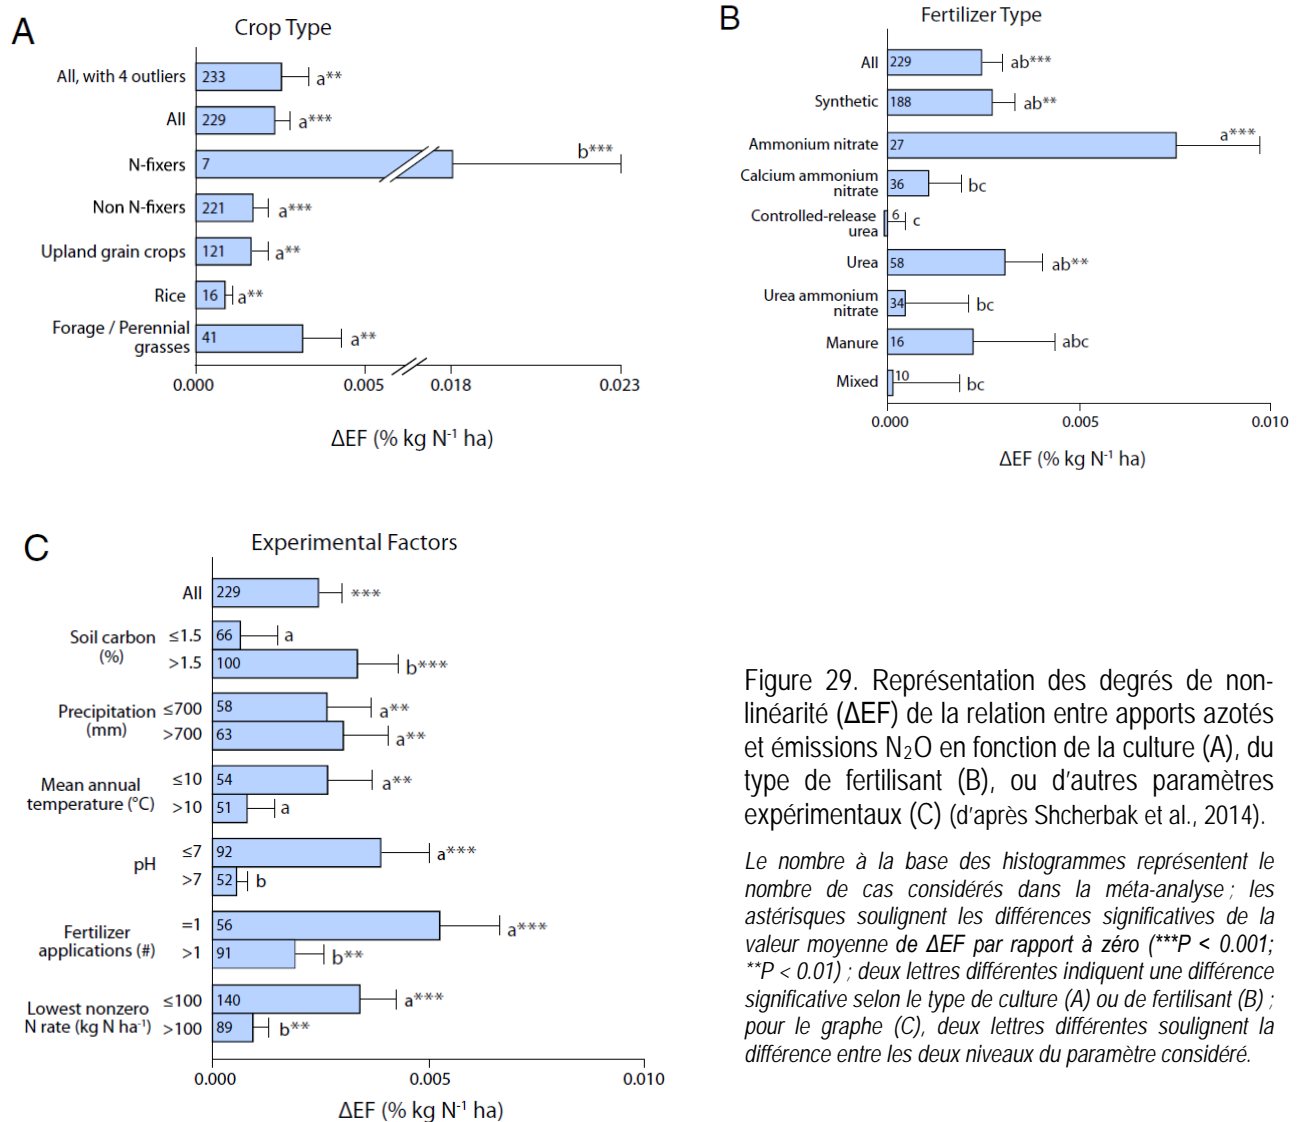 A
Crop Type
All, with 4 outliers 233 a**
All 229 a***
N-fixers 7 b***
Non N-fixers 221 a***
Upland grain crops 121 a**
Rice 16 a**
Forage / Perennial
grasses 41 a**
0.000 0.005 0.018 0.023
ΔEF (% kg N⁻¹ ha)
B
Fertilizer Type
All 229 ab***
Synthetic 188 ab**
Ammonium nitrate 27 a***
Calcium ammonium
nitrate 36 bc
Controlled-release
urea 6 c
Urea 58 ab**
Urea ammonium
nitrate 34 bc
Manure 16 abc
Mixed 10 bc
0.000 0.005 0.010
ΔEF (% kg N⁻¹ ha)
C
Experimental Factors
All 229 ***
Soil carbon
(%)
≤1.5 66 a
>1.5 100 b***
Precipitation
(mm)
≤700 58 a**
>700 63 a**
Mean annual
temperature (°C)
≤10 54 a**
>10 51 a
pH
≤7 92 a***
>7 52 b
Fertilizer
applications (#)
=1 56 a***
>1 91 b**
Lowest nonzero
N rate (kg N ha⁻¹)
≤100 140 a***
>100 89 b**
0.000 0.005 0.010
ΔEF (% kg N⁻¹ ha)
Figure 29. Représentation des degrés de non-
linéarité (ΔEF) de la relation entre apports azotés
et émissions N₂O en fonction de la culture (A), du
type de fertilisant (B), ou d'autres paramètres
expérimentaux (C) (d'après Shcherbak et al., 2014).
Le nombre à la base des histogrammes représentent le
nombre de cas considérés dans la méta-analyse ; les
astérisques soulignent les différences significatives de la
valeur moyenne de ΔEF par rapport à zéro (***P < 0.001;
**P < 0.01) ; deux lettres différentes indiquent une différence
significative selon le type de culture (A) ou de fertilisant (B) ;
pour le graphe (C), deux lettres différentes soulignent la
différence entre les deux niveaux du paramètre considéré.